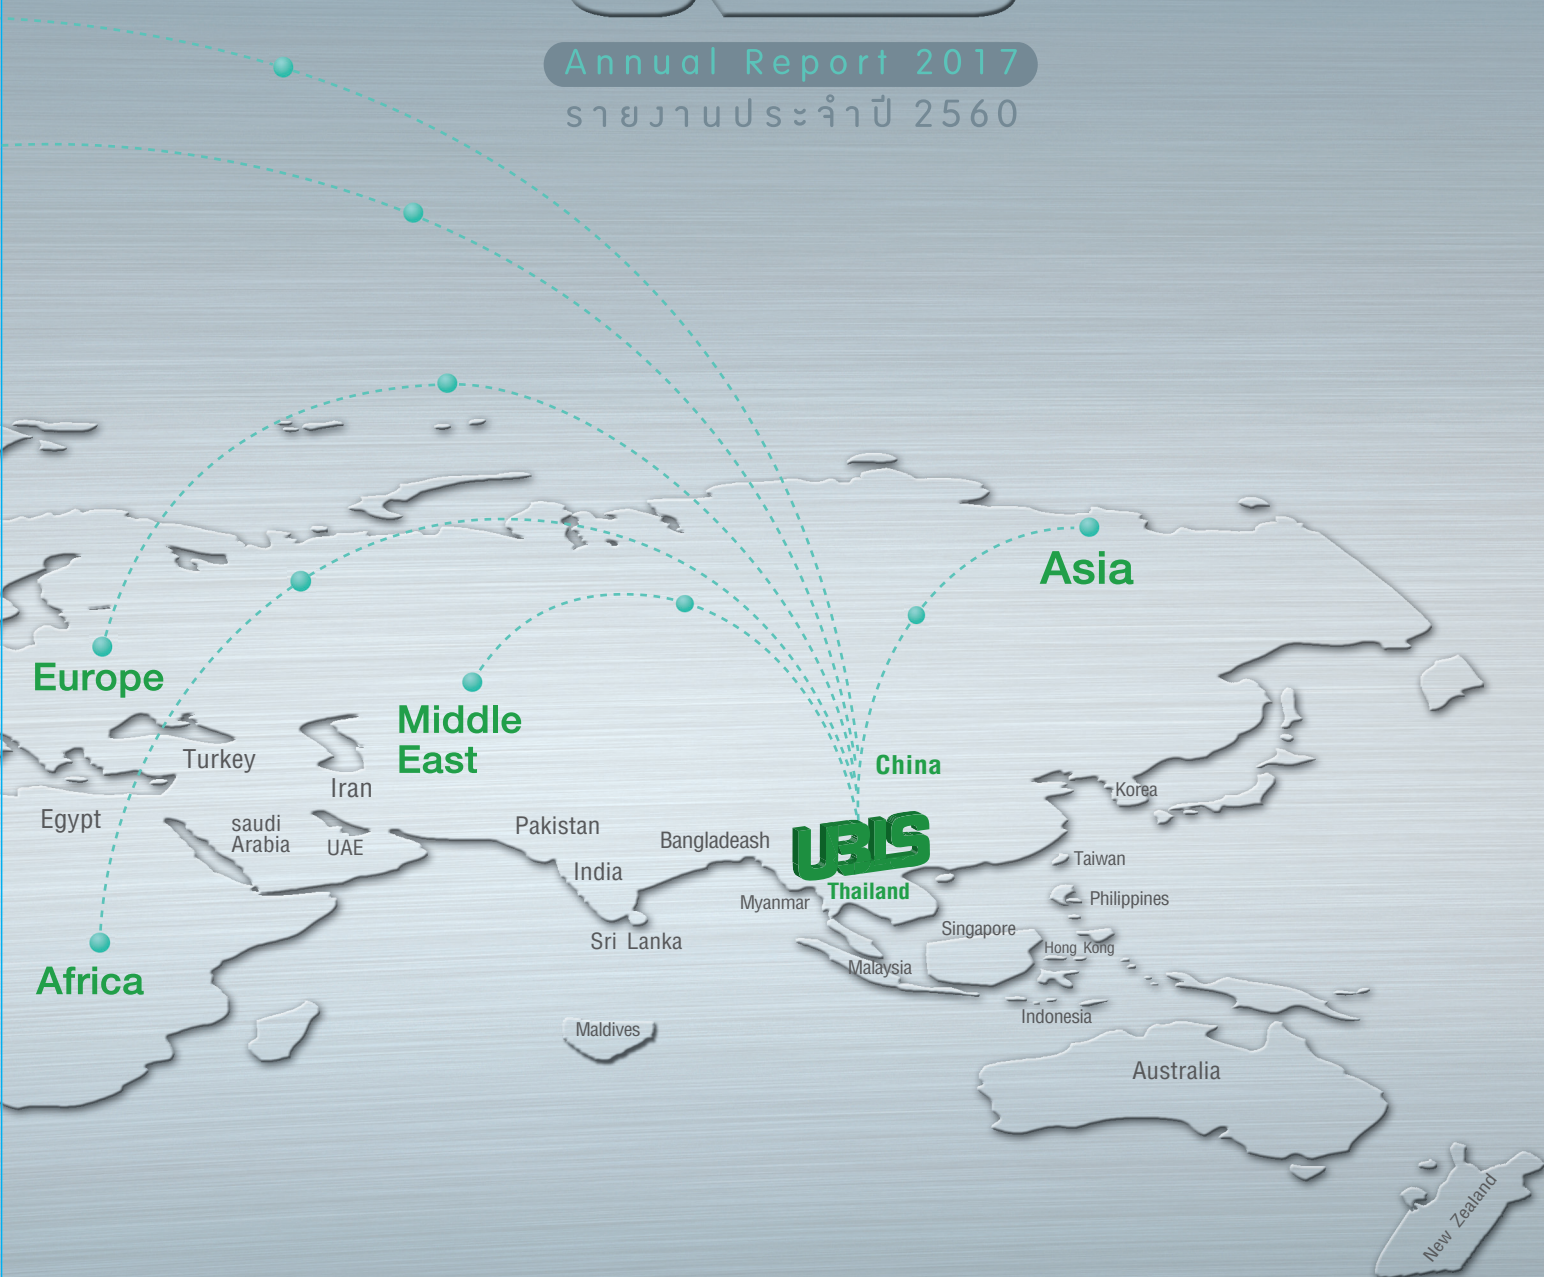 Annual Report 2017
รายงานประจำปี 2560
Asia
Europe
Middle
East
Turkey
Iran
China
Korea
Egypt
saudi
Arabia
UAE
Pakistan
Bangladeash
UBIS
India
Taiwan
Thailand
Myanmar
Philippines
Singapore
Sri Lanka
Hong Kong
Malaysia
Africa
Indonesia
Maldives
Australia
New Zealand